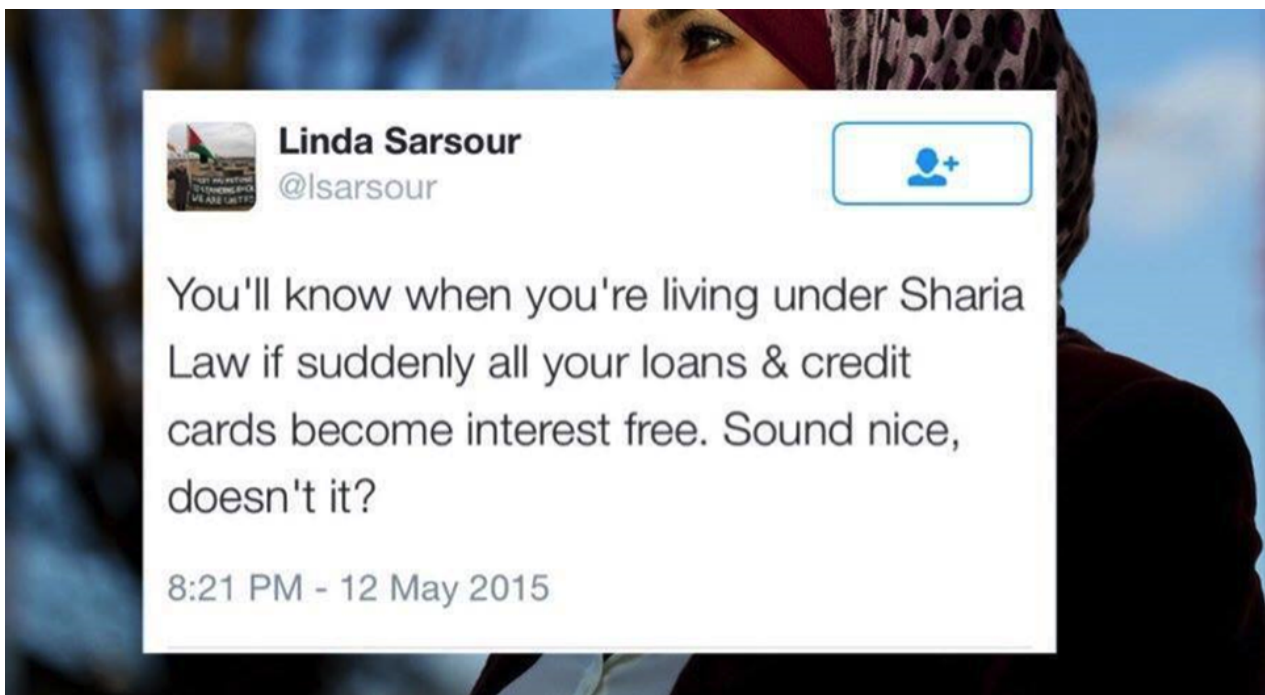 Linda Sarsour
@lsarsour
You'll know when you're living under Sharia
Law if suddenly all your loans & credit
cards become interest free. Sound nice,
doesn't it?
8:21 PM - 12 May 2015